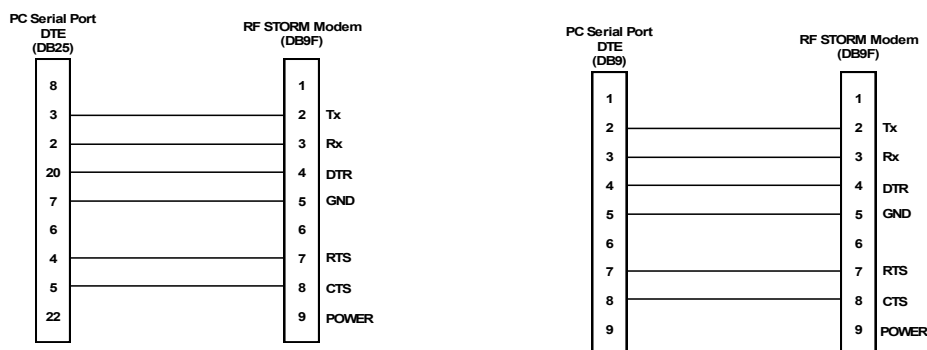 PC Serial Port
DTE
(DB25)
RF STORM Modem
(DB9F)
8
1
3
2 Tx
2
3 Rx
20
4 DTR
7
5 GND
6
6
4
7 RTS
5
8 CTS
22
9 POWER
PC Serial Port
DTE
(DB9)
RF STORM Modem
(DB9F)
1
1
2
2 Tx
3
3 Rx
4
4 DTR
5
5 GND
6
6
7
7 RTS
8
8 CTS
9
9 POWER